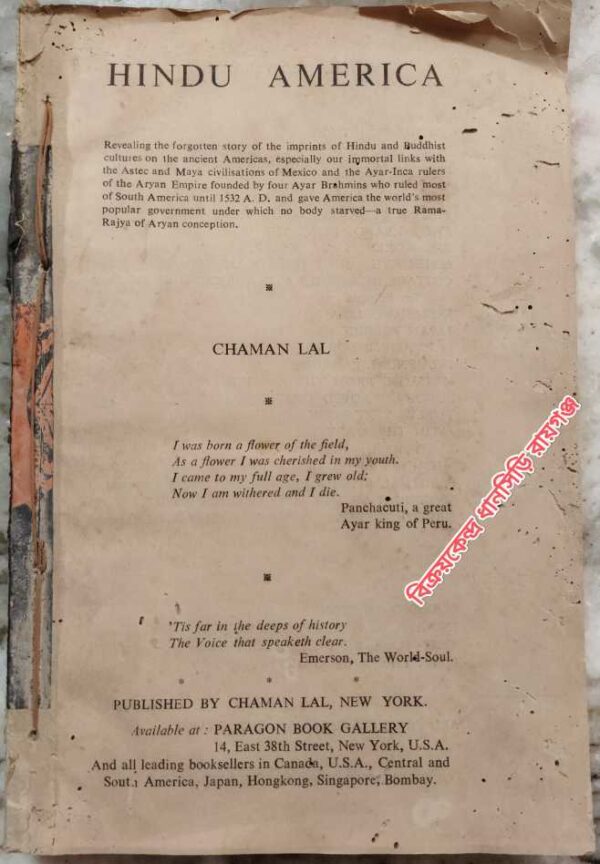 HINDU AMERICA
Revealing the forgotten story of the imprints of Hindu and Buddhist
cultures on the ancient Americas, especially our immortal links with
the Astec and Maya civilisations of Mexico and the Ayar-Inca rulers
of the Aryan Empire founded by four Ayar Brahmins who ruled most
of South America until 1532 A. D. and gave America the world's most
popular government under which no body starved—a true Rama-
Rajya of Aryan conception.
CHAMAN LAL
I was born a flower of the field,
As a flower I was cherished in my youth.
I came to my full age, I grew old;
Now I am withered and I die.
Panchacuti, a great
Ayar king of Peru.
'Tis far in the deeps of history
The Voice that speaketh clear.
Emerson, The World-Soul.
* * *
PUBLISHED BY CHAMAN LAL, NEW YORK.
Available at : PARAGON BOOK GALLERY
14, East 38th Street, New York, U.S.A.
And all leading booksellers in Canada, U.S.A., Central and
South America, Japan, Hongkong, Singapore, Bombay.
বিক্রয়কেন্দ্র ধানসিড়ি রায়গঞ্জ